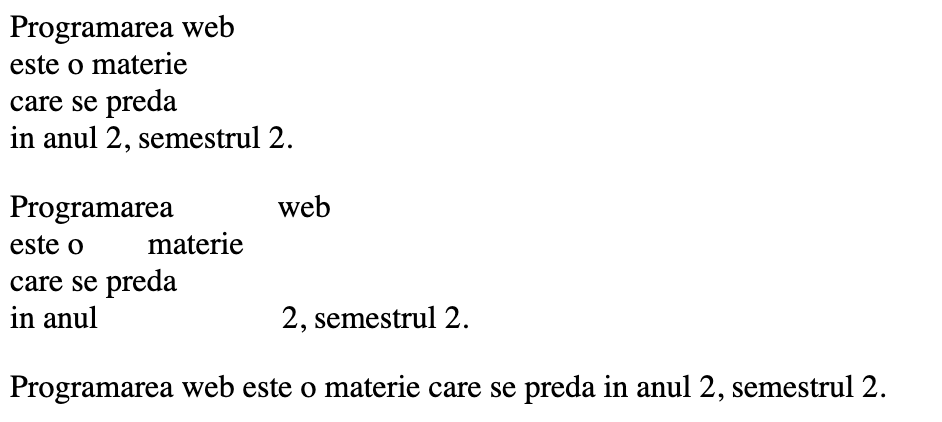 Programarea web
este o materie
care se preda
in anul 2, semestrul 2.
Programarea             web
este o        materie
care se preda
in anul                       2, semestrul 2.
Programarea web este o materie care se preda in anul 2, semestrul 2.